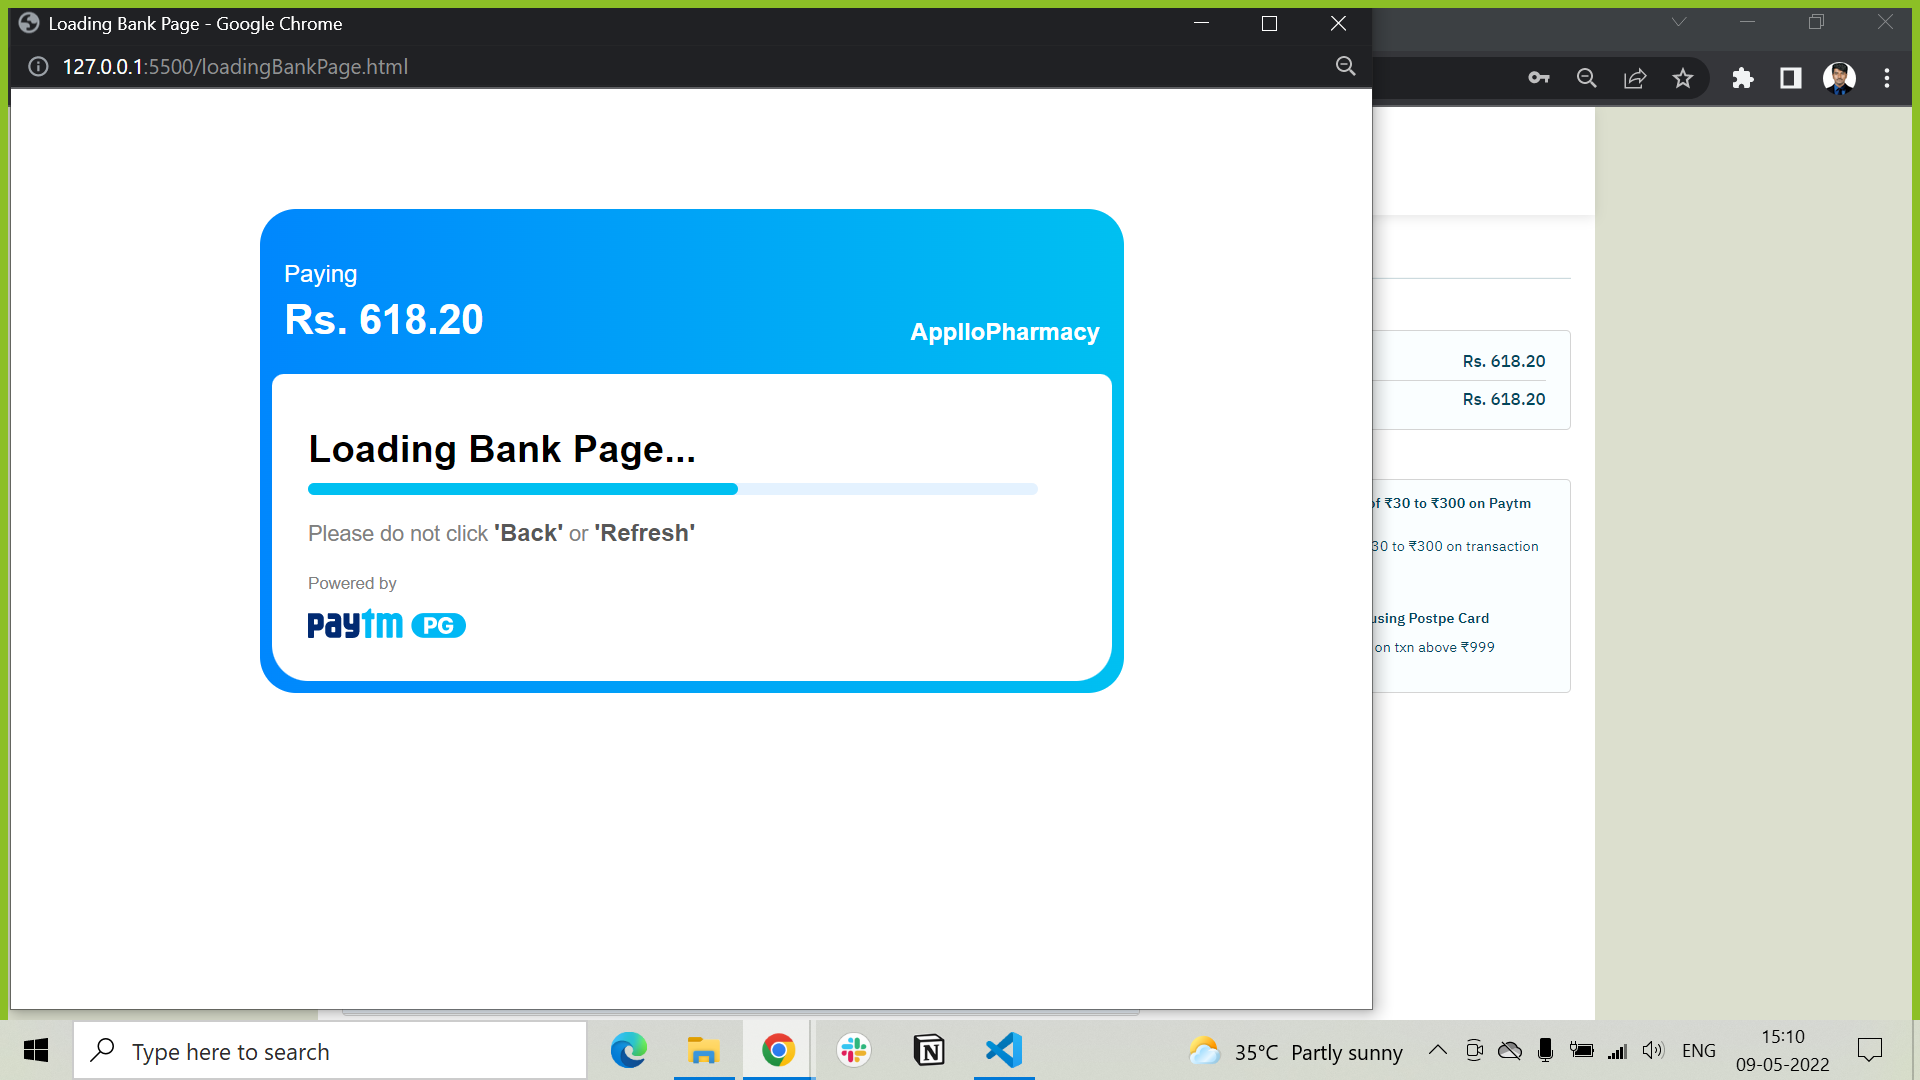 Loading Bank Page - Google Chrome
127.0.0.1:5500/loadingBankPage.html
Paying
Rs. 618.20
ApplloPharmacy
Loading Bank Page...
Please do not click 'Back' or 'Refresh'
Powered by
paytm PG
Rs. 618.20
Rs. 618.20
of ₹30 to ₹300 on Paytm
30 to ₹300 on transaction
using Postpe Card
on txn above ₹999
Type here to search
35°C Partly sunny
ENG
15:10
09-05-2022